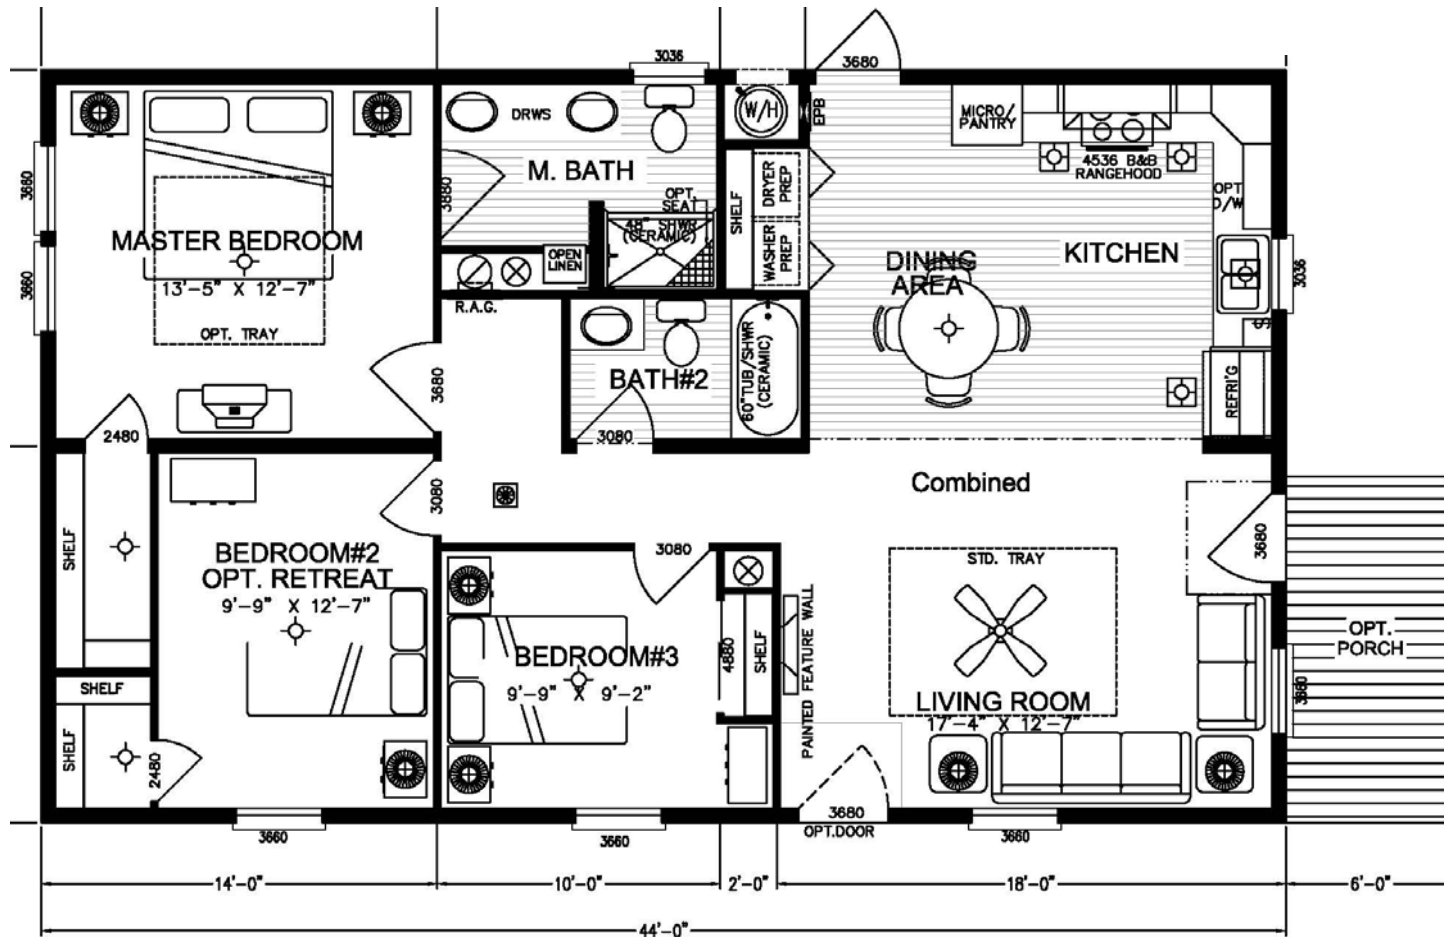 3036
3680
DRWS
W/H
EPB
MICRO/
PANTRY
4536 B&B
RANGEHOOD
M. BATH
3880
OPT.
SEAT
48" SHWR
(CERAMIC)
SHELF
DRYER
PREP
WASHER
PREP
OPT
D/W
3660
3660
MASTER BEDROOM
13'-5" X 12'-7"
OPT. TRAY
OPEN
LINEN
R.A.G.
DINING
AREA
KITCHEN
3036
BATH#2
60"TUB/SHWR
(CERAMIC)
REFRI'G
3680
2480
3080
3080
Combined
SHELF
BEDROOM#2
OPT. RETREAT
9'-9" X 12'-7"
3080
STD. TRAY
3680
OPT.
PORCH
BEDROOM#3
9'-9" X 9'-2"
4880
SHELF
PAINTED FEATURE WALL
LIVING ROOM
17'-4" X 12'-7"
3660
SHELF
SHELF
2480
3660
3660
3680
OPT.DOOR
3660
14'-0"
10'-0"
2'-0"
18'-0"
6'-0"
44'-0"